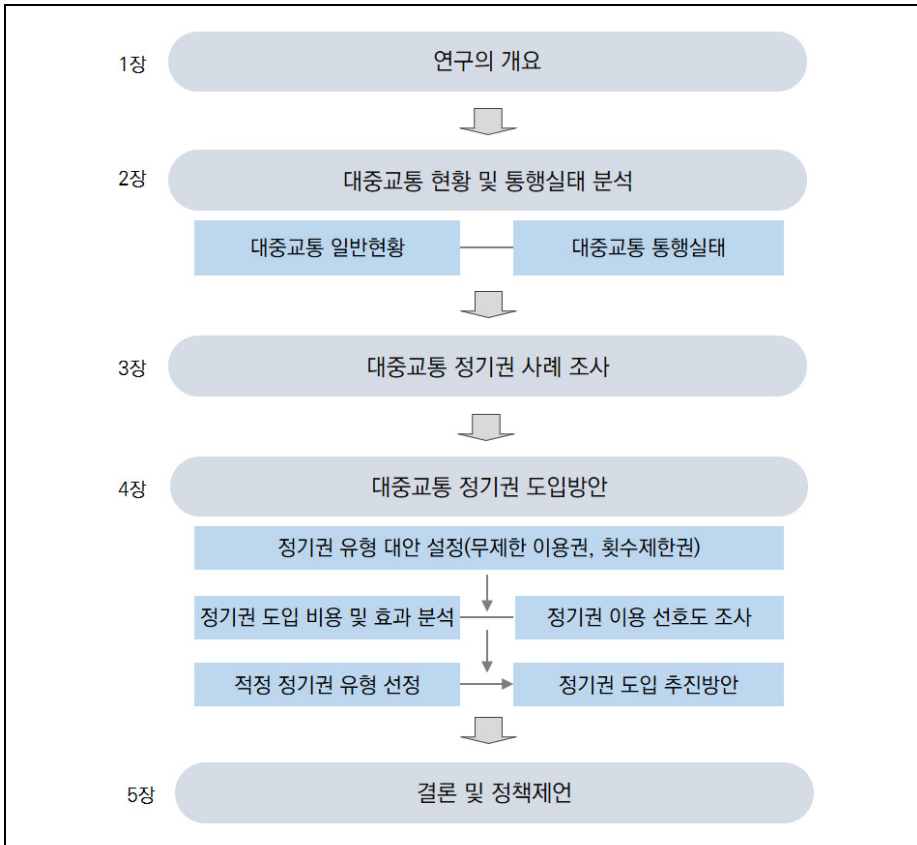 1장
연구의 개요
2장
대중교통 현황 및 통행실태 분석
대중교통 일반현황
대중교통 통행실태
3장
대중교통 정기권 사례 조사
4장
대중교통 정기권 도입방안
정기권 유형 대안 설정(무제한 이용권, 횟수제한권)
정기권 도입 비용 및 효과 분석
정기권 이용 선호도 조사
적정 정기권 유형 선정
정기권 도입 추진방안
5장
결론 및 정책제언